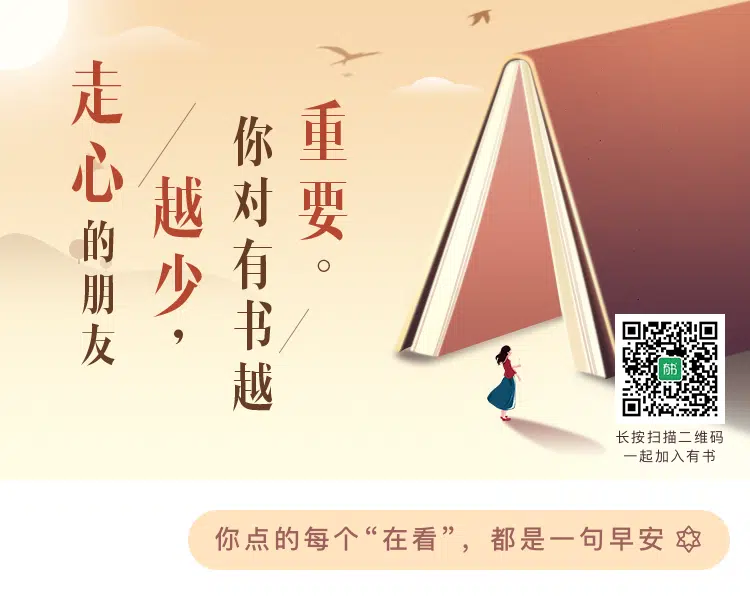 走心的朋友
越少，
你对有书越
重要。
有书
长按扫描二维码
一起加入有书
你点的每个“在看”，都是一句早安